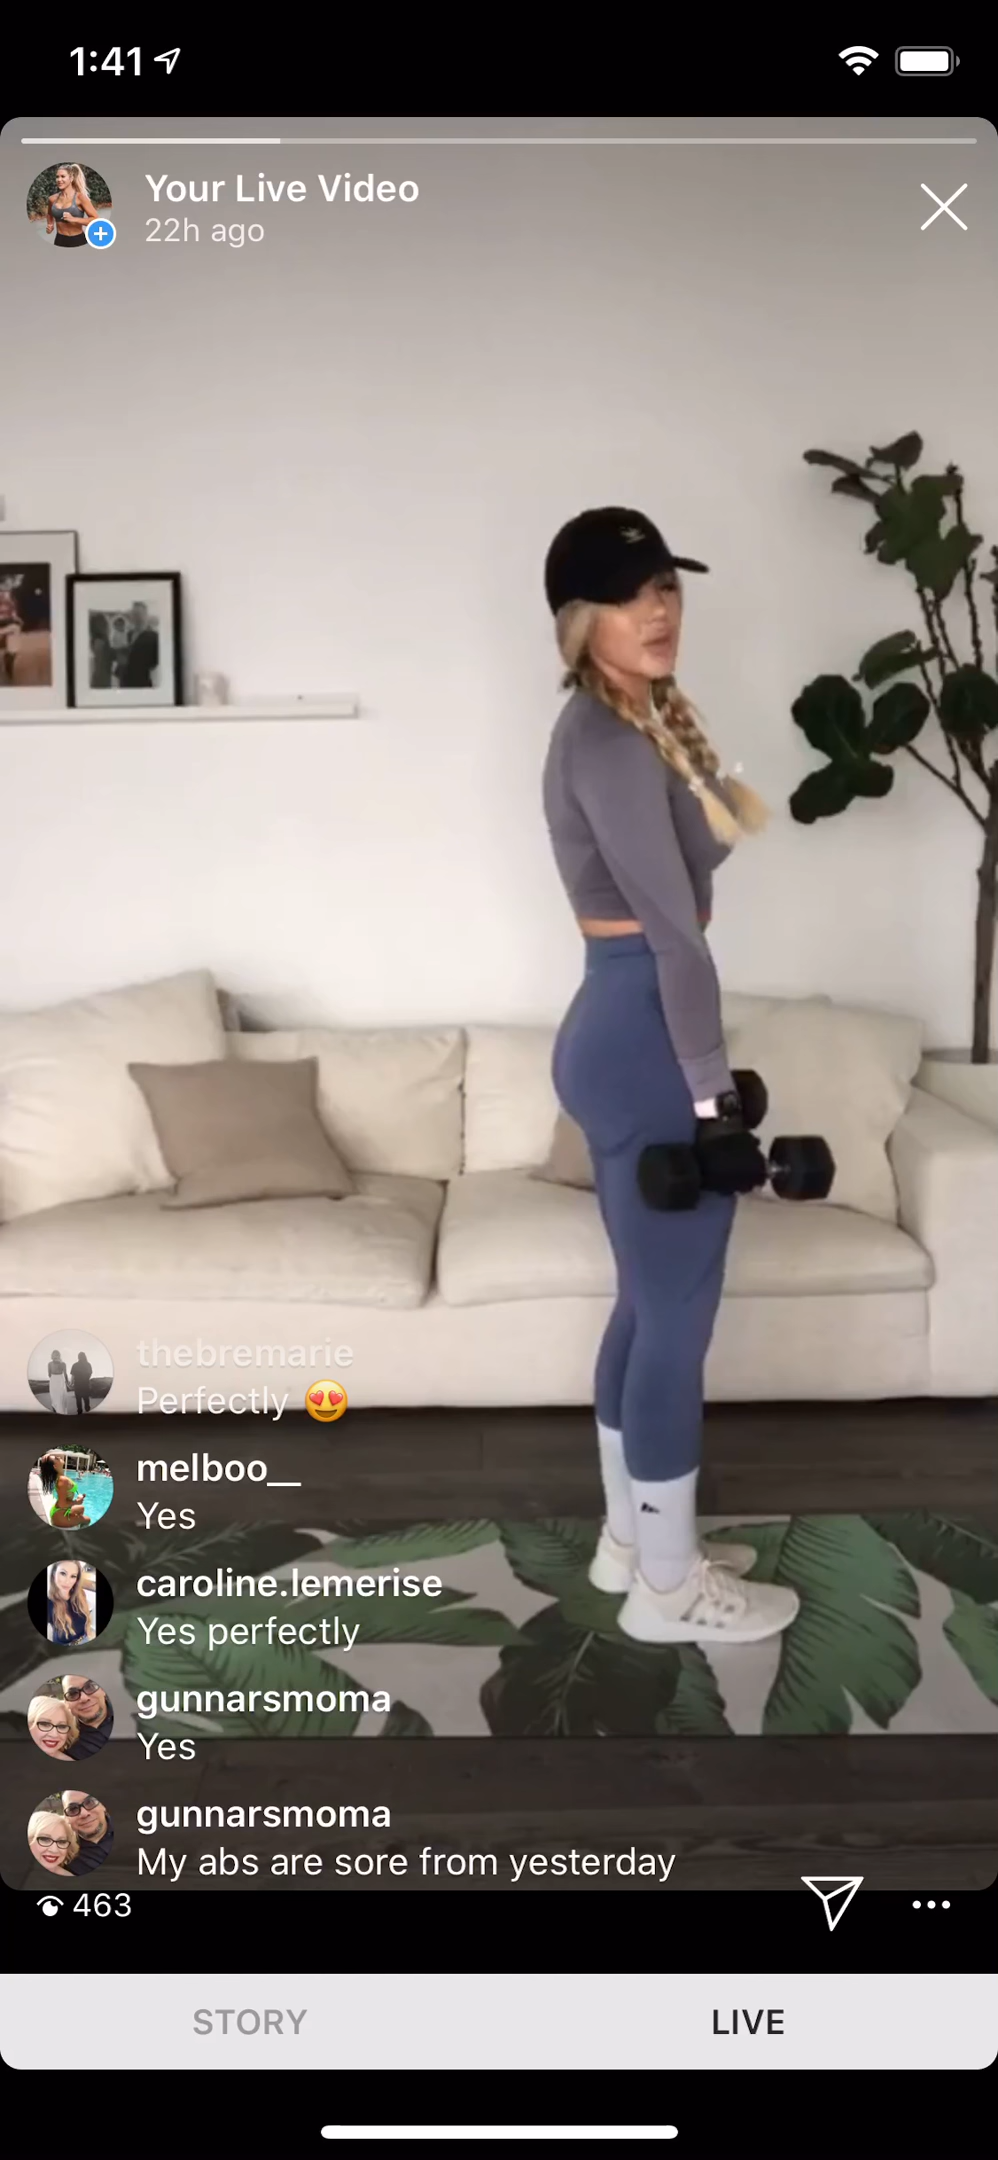 1:41
Your Live Video
22h ago
thebremarie
Perfectly 😍
melboo__
Yes
caroline.lemerise
Yes perfectly
gunnarsmoma
Yes
gunnarsmoma
My abs are sore from yesterday
463
STORY
LIVE